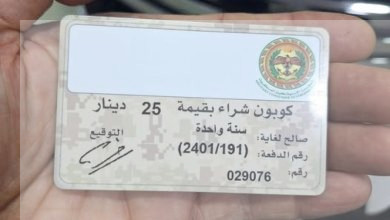 كوبون شراء بقيمة 25 دينار
صالح لغاية: سنة واحدة
التوقيع
رقم الدفعة: (2401/191)
رقم: 029076